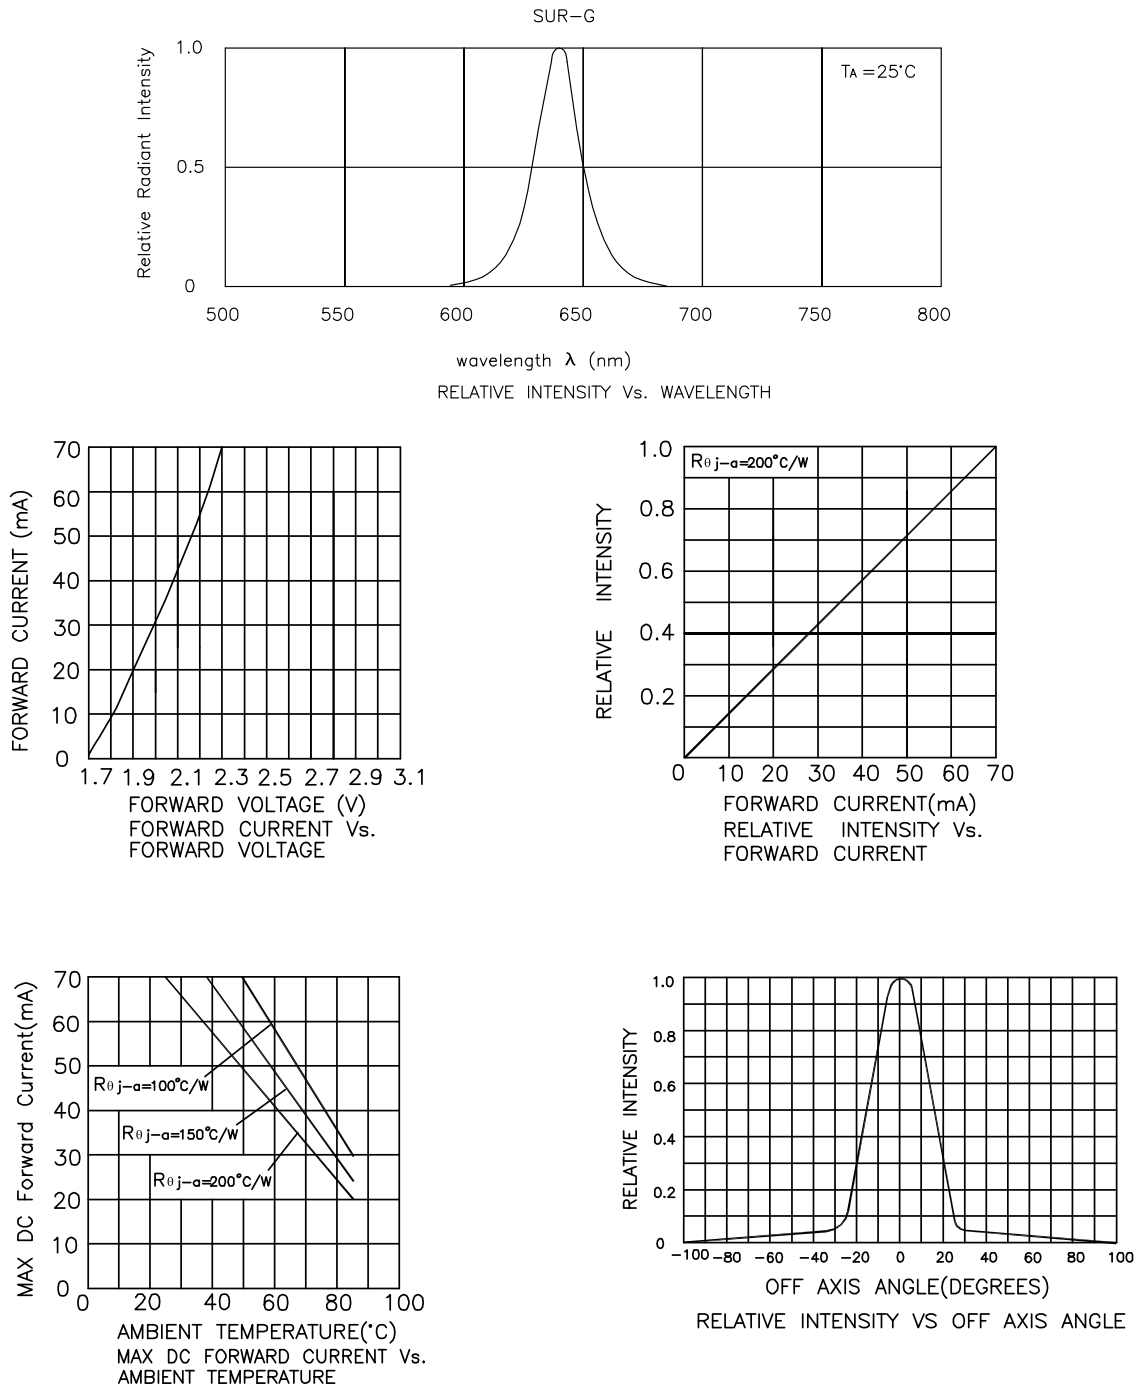 SUR-G
Relative Radiant Intensity
1.0
0.5
0
TA=25°C
500 550 600 650 700 750 800
wavelength λ (nm)
RELATIVE INTENSITY Vs. WAVELENGTH
FORWARD CURRENT (mA)
70
60
50
40
30
20
10
0
1.7 1.9 2.1 2.3 2.5 2.7 2.9 3.1
FORWARD VOLTAGE (V)
FORWARD CURRENT Vs.
FORWARD VOLTAGE
RELATIVE INTENSITY
1.0
0.8
0.6
0.4
0.2
Rθj-a=200°C/W
0 10 20 30 40 50 60 70
FORWARD CURRENT(mA)
RELATIVE INTENSITY Vs.
FORWARD CURRENT
MAX DC Forward Current(mA)
70
60
50
40
30
20
10
0
Rθj-a=100°C/W
Rθj-a=150°C/W
Rθj-a=200°C/W
0 20 40 60 80 100
AMBIENT TEMPERATURE(°C)
MAX DC FORWARD CURRENT Vs.
AMBIENT TEMPERATURE
RELATIVE INTENSITY
1.0
0.8
0.6
0.4
0.2
0
-100 -80 -60 -40 -20 0 20 40 60 80 100
OFF AXIS ANGLE(DEGREES)
RELATIVE INTENSITY VS OFF AXIS ANGLE